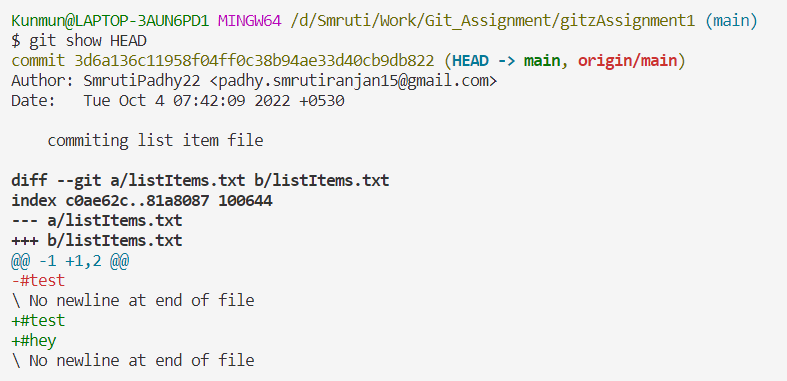 Kunmun@LAPTOP-3AUN6PD1 MINGW64 /d/Smruti/Work/Git_Assignment/gitzAssignment1 (main)
$ git show HEAD
commit 3d6a136c11958f04ff0c38b94ae33d40cb9db822 (HEAD -> main, origin/main)
Author: SmrutiPadhy22 <padhy.smrutiranjan15@gmail.com>
Date:   Tue Oct 4 07:42:09 2022 +0530

    commiting list item file

diff --git a/listItems.txt b/listItems.txt
index c0ae62c..81a8087 100644
--- a/listItems.txt
+++ b/listItems.txt
@@ -1 +1,2 @@
-#test
\ No newline at end of file
+#test
+#hey
\ No newline at end of file